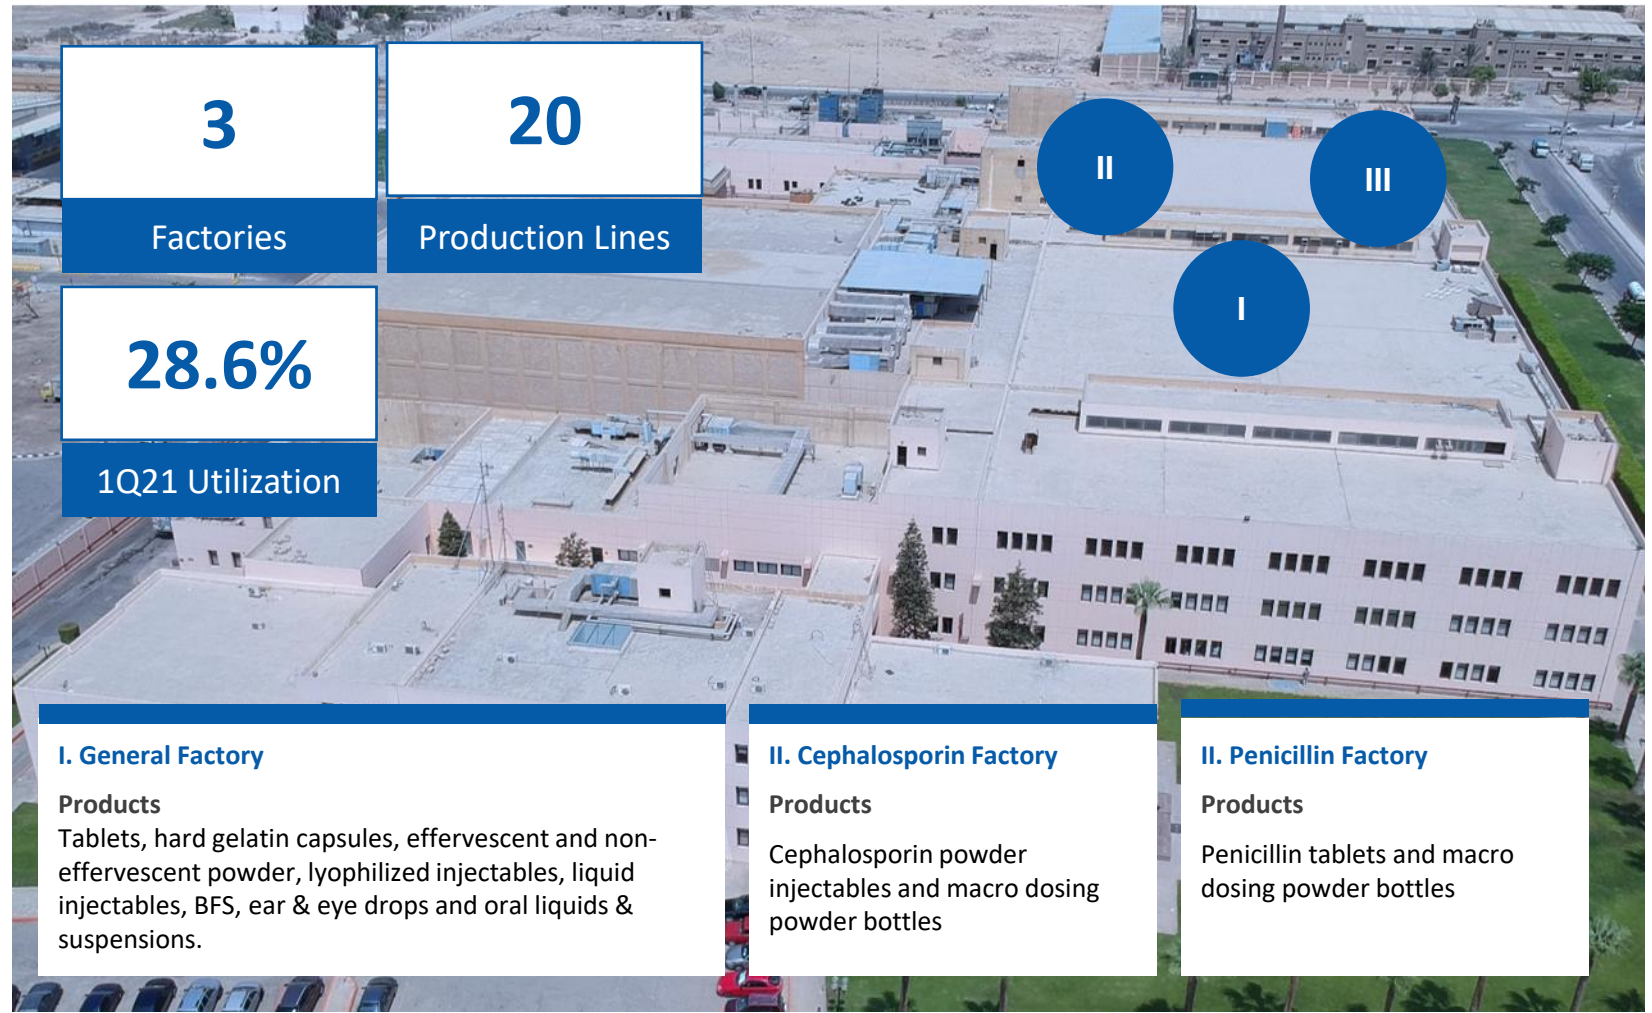 3
Factories
20
Production Lines
28.6%
1Q21 Utilization
II
III
I
I. General Factory
Products
Tablets, hard gelatin capsules, effervescent and non-
effervescent powder, lyophilized injectables, liquid
injectables, BFS, ear & eye drops and oral liquids &
suspensions.
II. Cephalosporin Factory
Products
Cephalosporin powder
injectables and macro dosing
powder bottles
II. Penicillin Factory
Products
Penicillin tablets and macro
dosing powder bottles